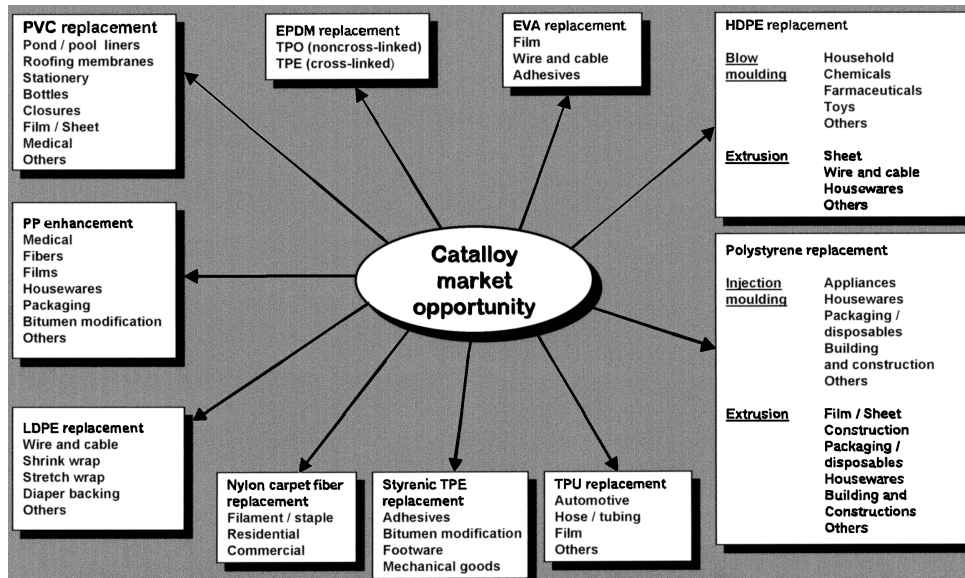 PVC replacement
Pond / pool liners
Roofing membranes
Stationery
Bottles
Closures
Film / Sheet
Medical
Others
EPDM replacement
TPO (noncross-linked)
TPE (cross-linked)
EVA replacement
Film
Wire and cable
Adhesives
HDPE replacement
Blow Household
moulding Chemicals
Farmaceuticals
Toys
Others
Extrusion Sheet
Wire and cable
Housewares
Others
PP enhancement
Medical
Fibers
Films
Housewares
Packaging
Bitumen modification
Others
Catalloy
market
opportunity
Polystyrene replacement
Injection Appliances
moulding Housewares
Packaging /
disposables
Building
and construction
Others
Extrusion Film / Sheet
Construction
Packaging /
disposables
Housewares
Building and
Constructions
Others
LDPE replacement
Wire and cable
Shrink wrap
Stretch wrap
Diaper backing
Others
Nylon carpet fiber
replacement
Filament / staple
Residential
Commercial
Styrenic TPE
replacement
Adhesives
Bitumen modification
Footware
Mechanical goods
TPU replacement
Automotive
Hose / tubing
Film
Others